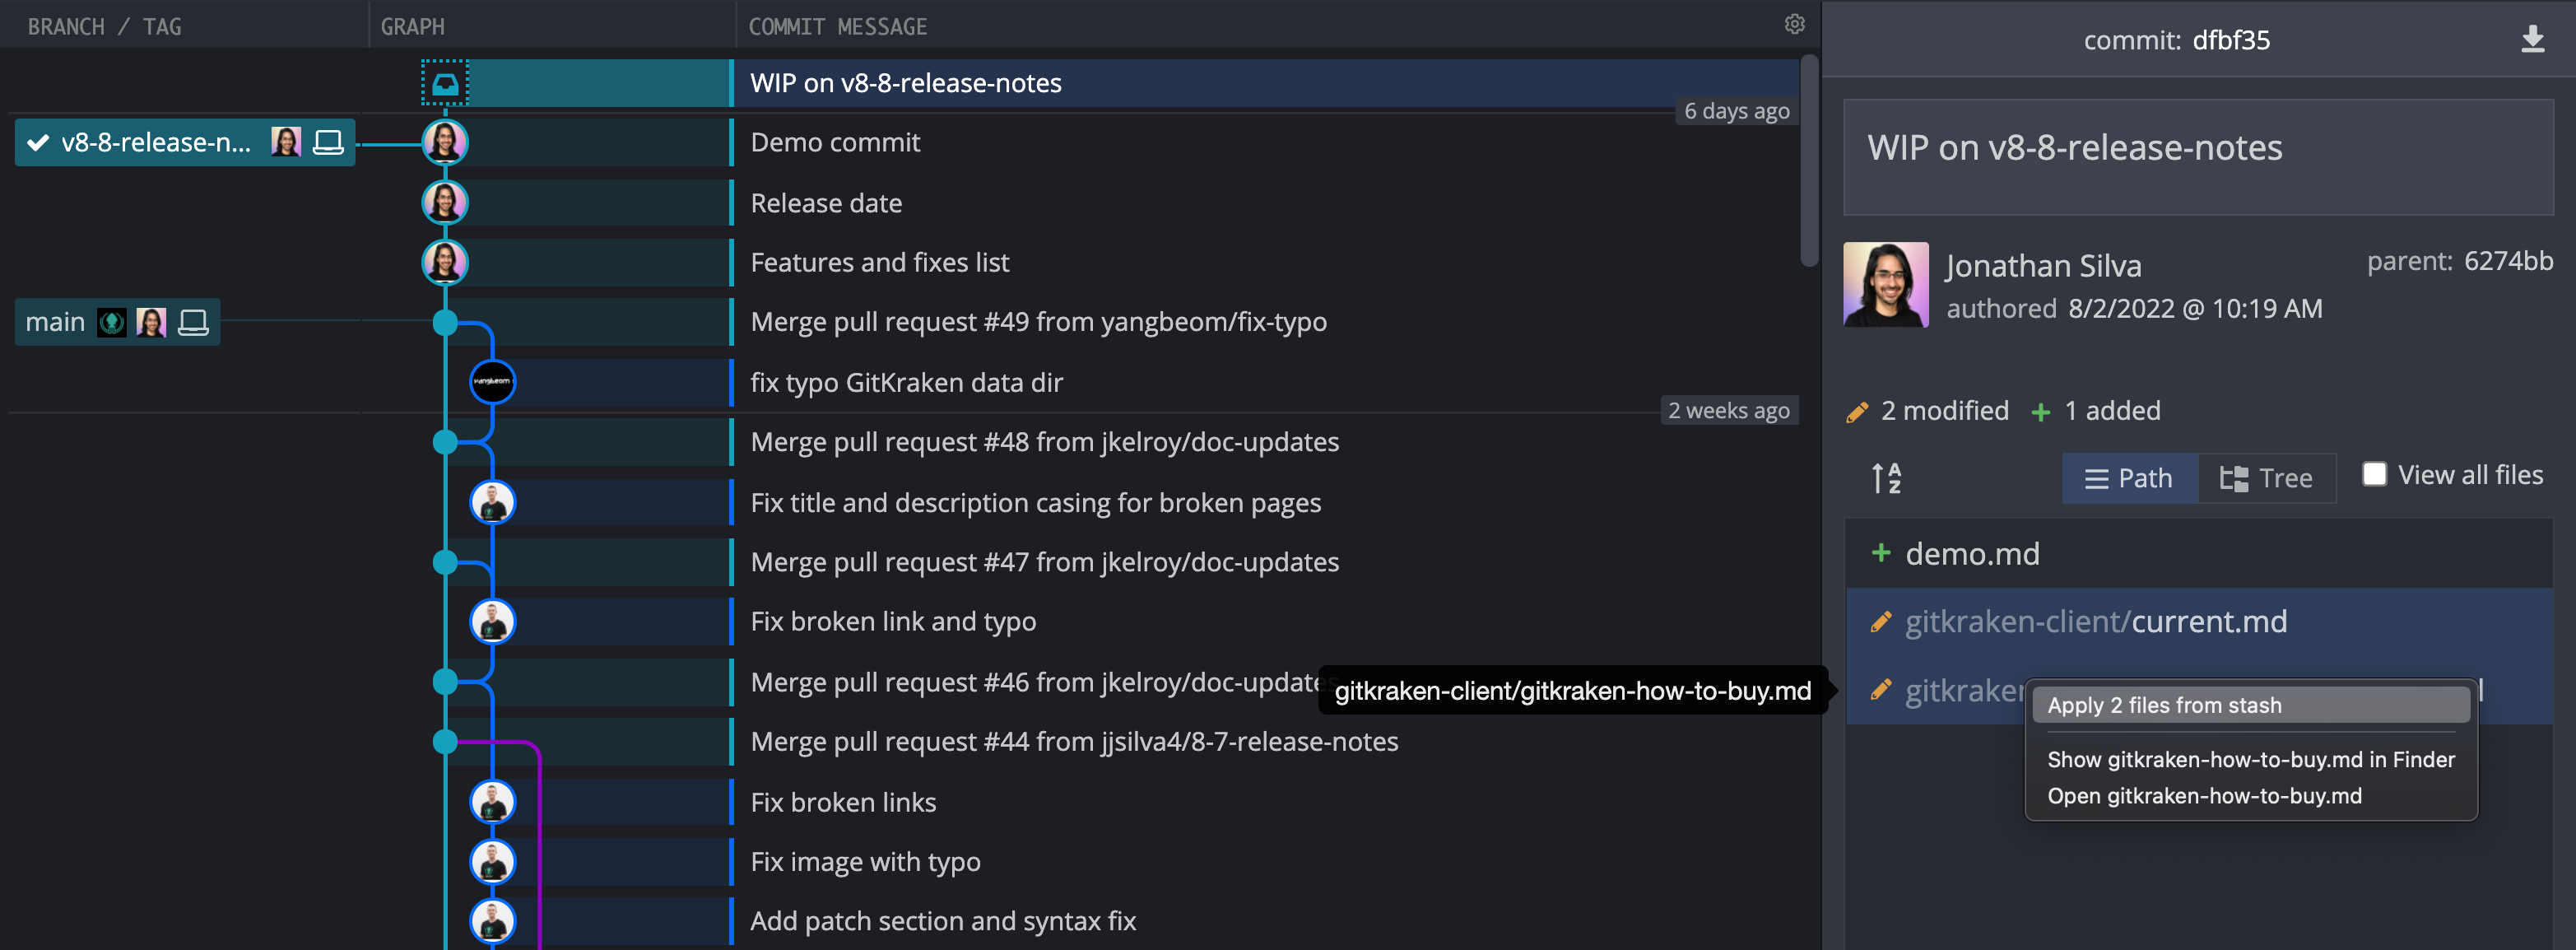 BRANCH / TAG
GRAPH
COMMIT MESSAGE
WIP on v8-8-release-notes
6 days ago
v8-8-release-n...
Demo commit
Release date
Features and fixes list
main
Merge pull request #49 from yangbeom/fix-typo
yangbeom
fix typo GitKraken data dir
2 weeks ago
Merge pull request #48 from jkelroy/doc-updates
Fix title and description casing for broken pages
Merge pull request #47 from jkelroy/doc-updates
Fix broken link and typo
Merge pull request #46 from jkelroy/doc-update
Merge pull request #44 from jjsilva4/8-7-release-notes
Fix broken links
Fix image with typo
Add patch section and syntax fix
commit: dfbf35
WIP on v8-8-release-notes
Jonathan Silva
parent: 6274bb
authored 8/2/2022 @ 10:19 AM
2 modified + 1 added
A
Z
Path
Tree
View all files
+ demo.md
gitkraken-client/current.md
gitkraken-client/gitkraken-how-to-buy.md
gitkrake
Apply 2 files from stash
Show gitkraken-how-to-buy.md in Finder
Open gitkraken-how-to-buy.md